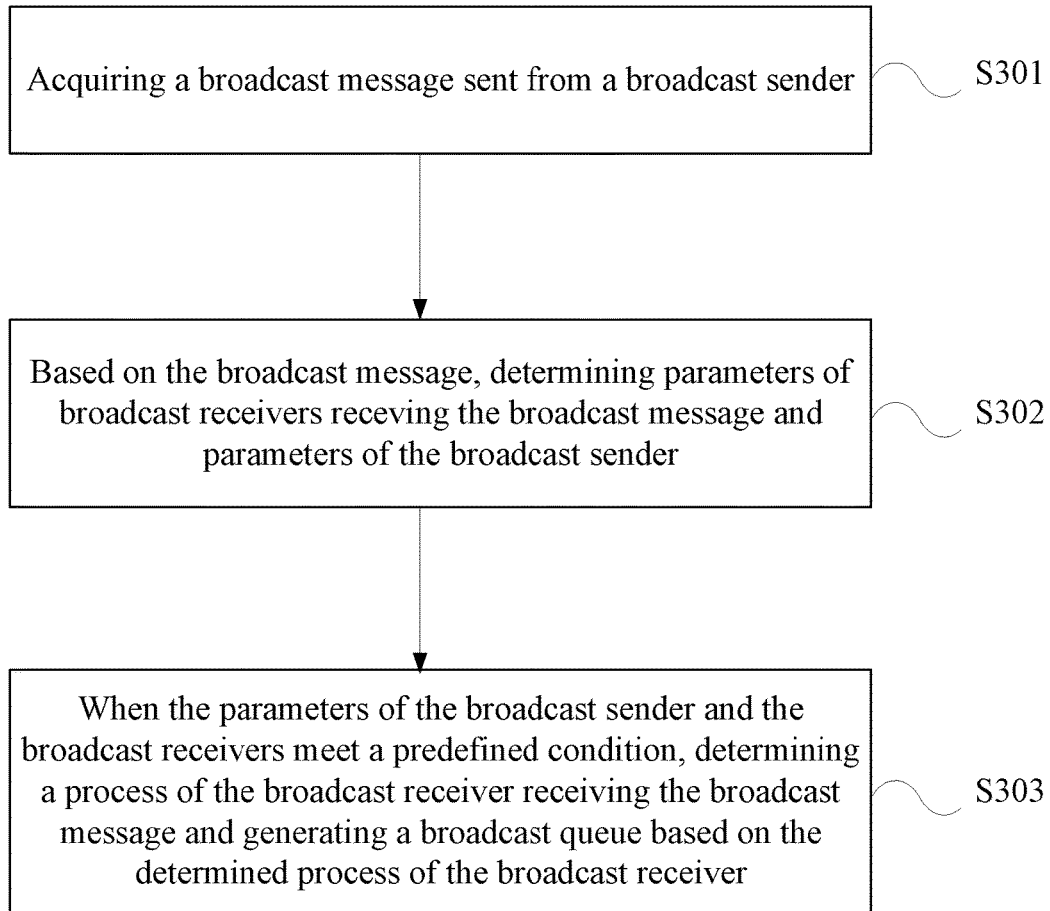 Acquiring a broadcast message sent from a broadcast sender
S301
Based on the broadcast message, determining parameters of
broadcast receivers receving the broadcast message and
parameters of the broadcast sender
S302
When the parameters of the broadcast sender and the
broadcast receivers meet a predefined condition, determining
a process of the broadcast receiver receiving the broadcast
message and generating a broadcast queue based on the
determined process of the broadcast receiver
S303